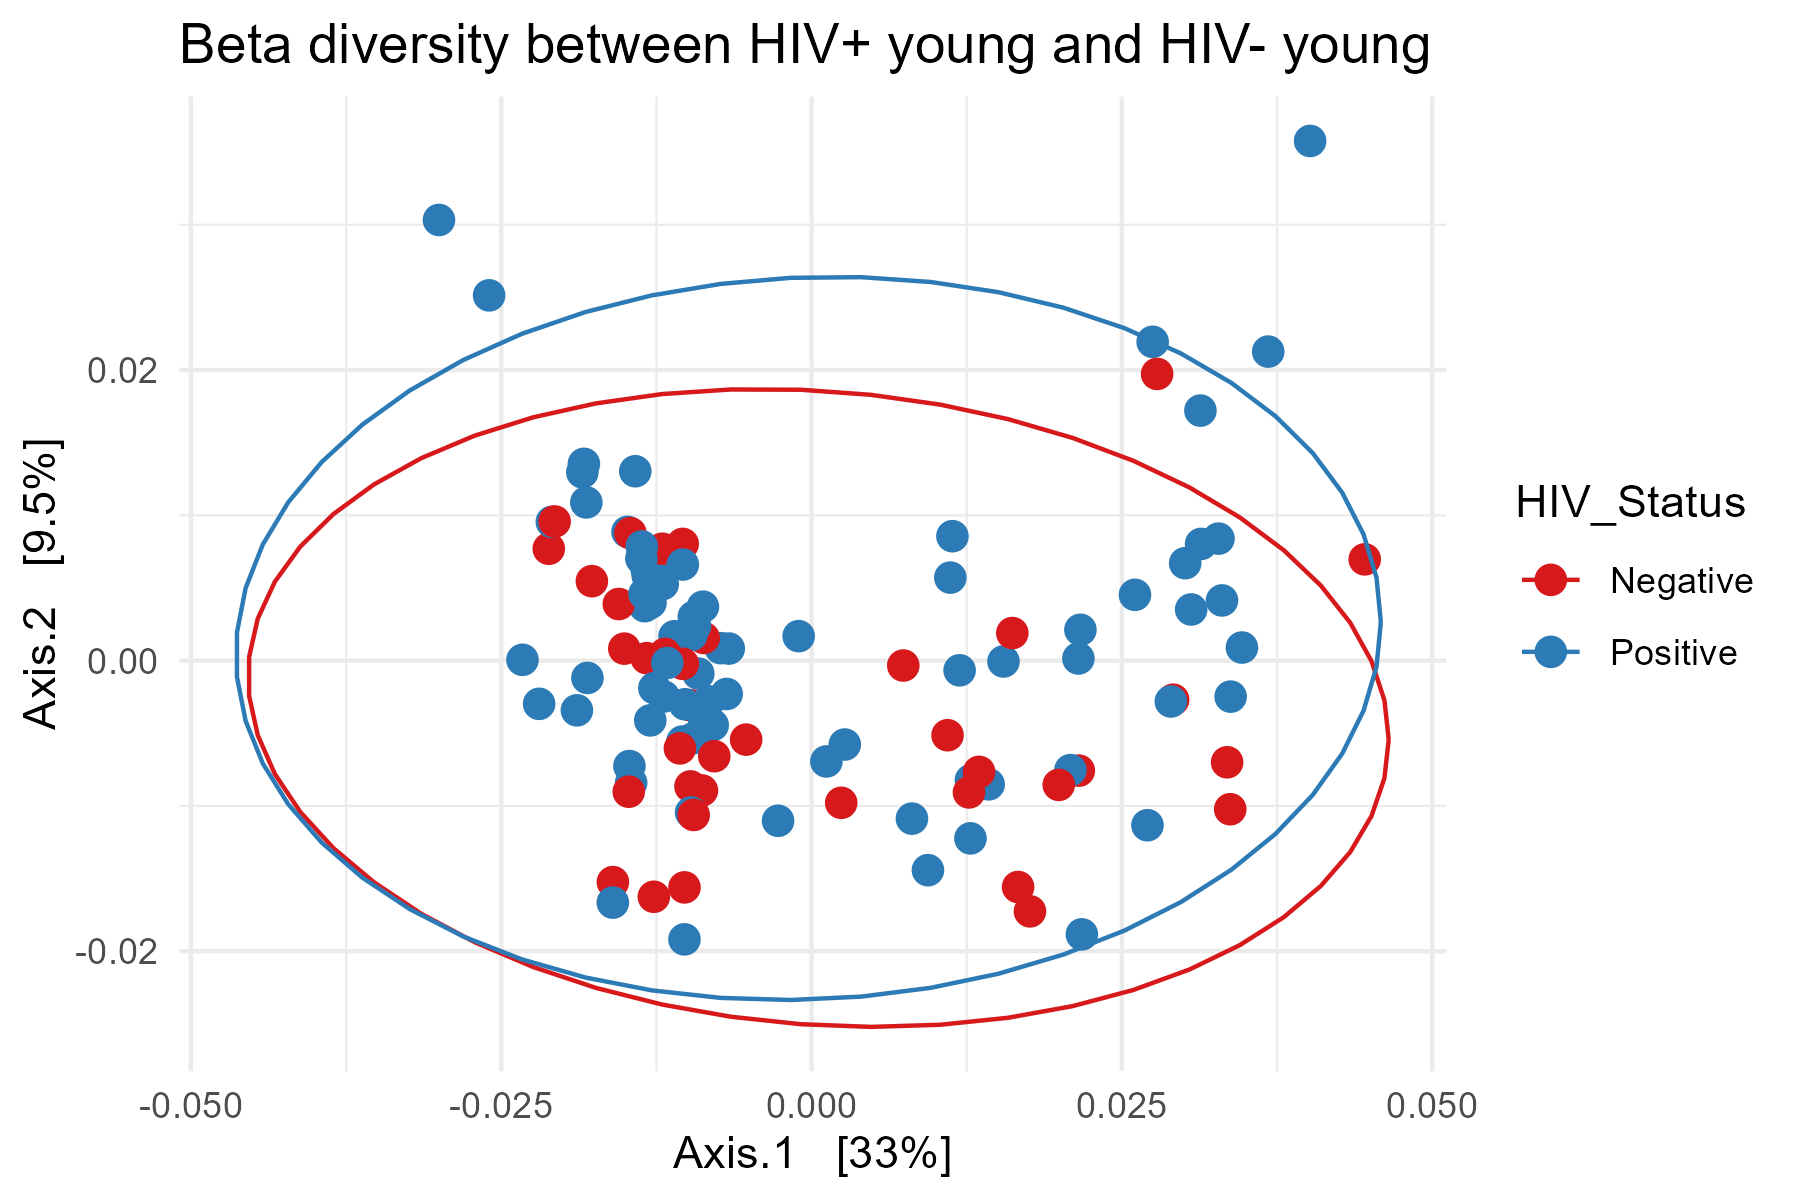 Beta diversity between HIV+ young and HIV- young
Axis.2 [9.5%]
0.02
0.00
-0.02
-0.050 -0.025 0.000 0.025 0.050
Axis.1 [33%]
HIV_Status
Negative
Positive